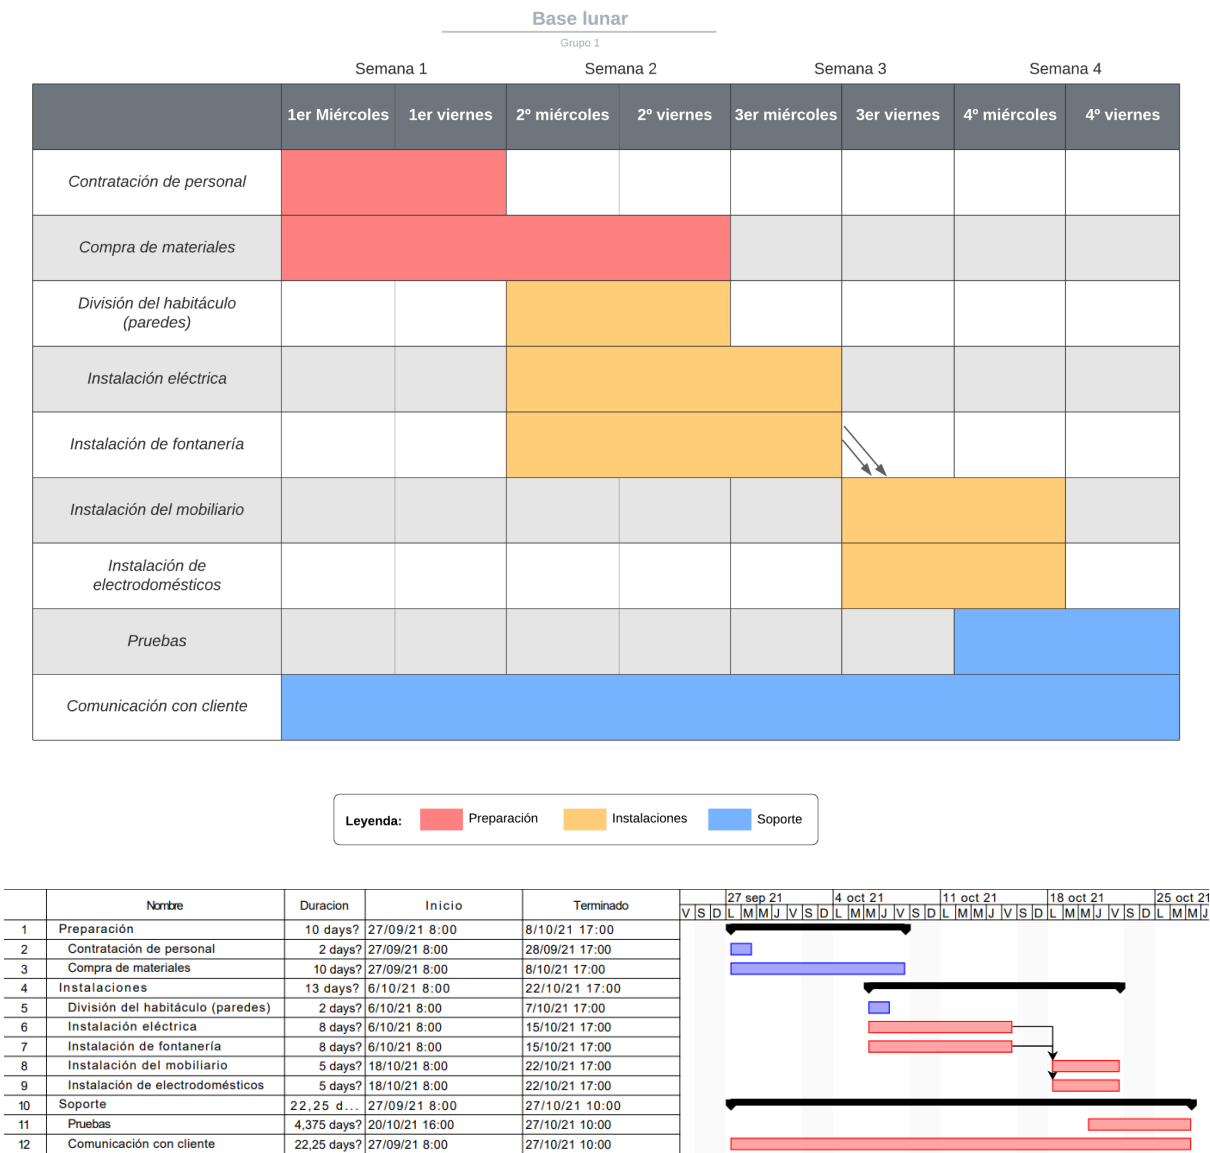 Base lunar
Grupo 1
Semana 1 Semana 2 Semana 3 Semana 4
1er Miércoles 1er viernes 2º miércoles 2º viernes 3er miércoles 3er viernes 4º miércoles 4º viernes
Contratación de personal
Compra de materiales
División del habitáculo
(paredes)
Instalación eléctrica
Instalación de fontanería
Instalación del mobiliario
Instalación de
electrodomésticos
Pruebas
Comunicación con cliente
Leyenda: Preparación Instalaciones Soporte
27 sep 21 4 oct 21 11 oct 21 18 oct 21 25 oct 21
Nombre Duracion Inicio Terminado V S D L M M J V S D L M M J V S D L M M J V S D L M M J V S D L M M J
1 Preparación 10 days? 27/09/21 8:00 8/10/21 17:00
2 Contratación de personal 2 days? 27/09/21 8:00 28/09/21 17:00
3 Compra de materiales 10 days? 27/09/21 8:00 8/10/21 17:00
4 Instalaciones 13 days? 6/10/21 8:00 22/10/21 17:00
5 División del habitáculo (paredes) 2 days? 6/10/21 8:00 7/10/21 17:00
6 Instalación eléctrica 8 days? 6/10/21 8:00 15/10/21 17:00
7 Instalación de fontanería 8 days? 6/10/21 8:00 15/10/21 17:00
8 Instalación del mobiliario 5 days? 18/10/21 8:00 22/10/21 17:00
9 Instalación de electrodomésticos 5 days? 18/10/21 8:00 22/10/21 17:00
10 Soporte 22,25 d... 27/09/21 8:00 27/10/21 10:00
11 Pruebas 4,375 days? 20/10/21 16:00 27/10/21 10:00
12 Comunicación con cliente 22,25 days? 27/09/21 8:00 27/10/21 10:00